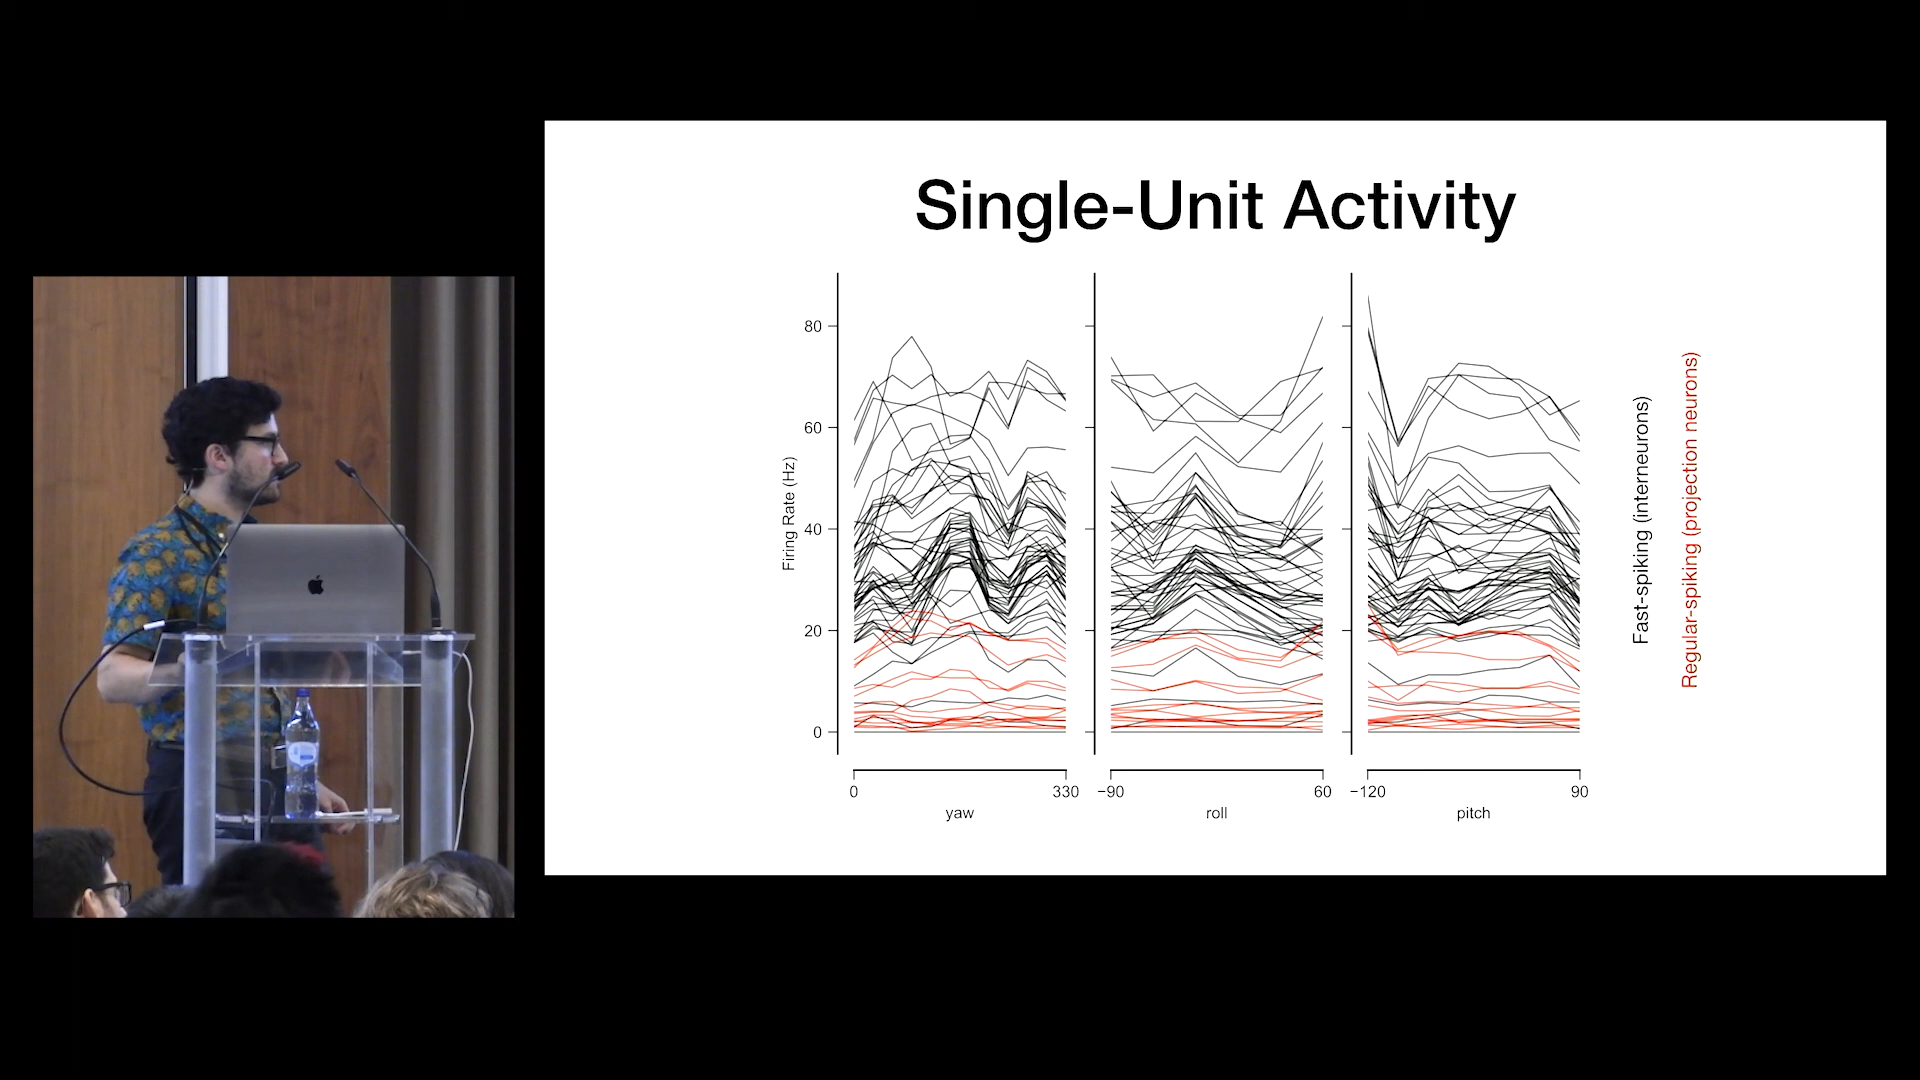 Single-Unit Activity
Firing Rate (Hz)
80
60
40
20
0
0
330
yaw
−90
60
roll
−120
90
pitch
Fast-spiking (interneurons)
Regular-spiking (projection neurons)